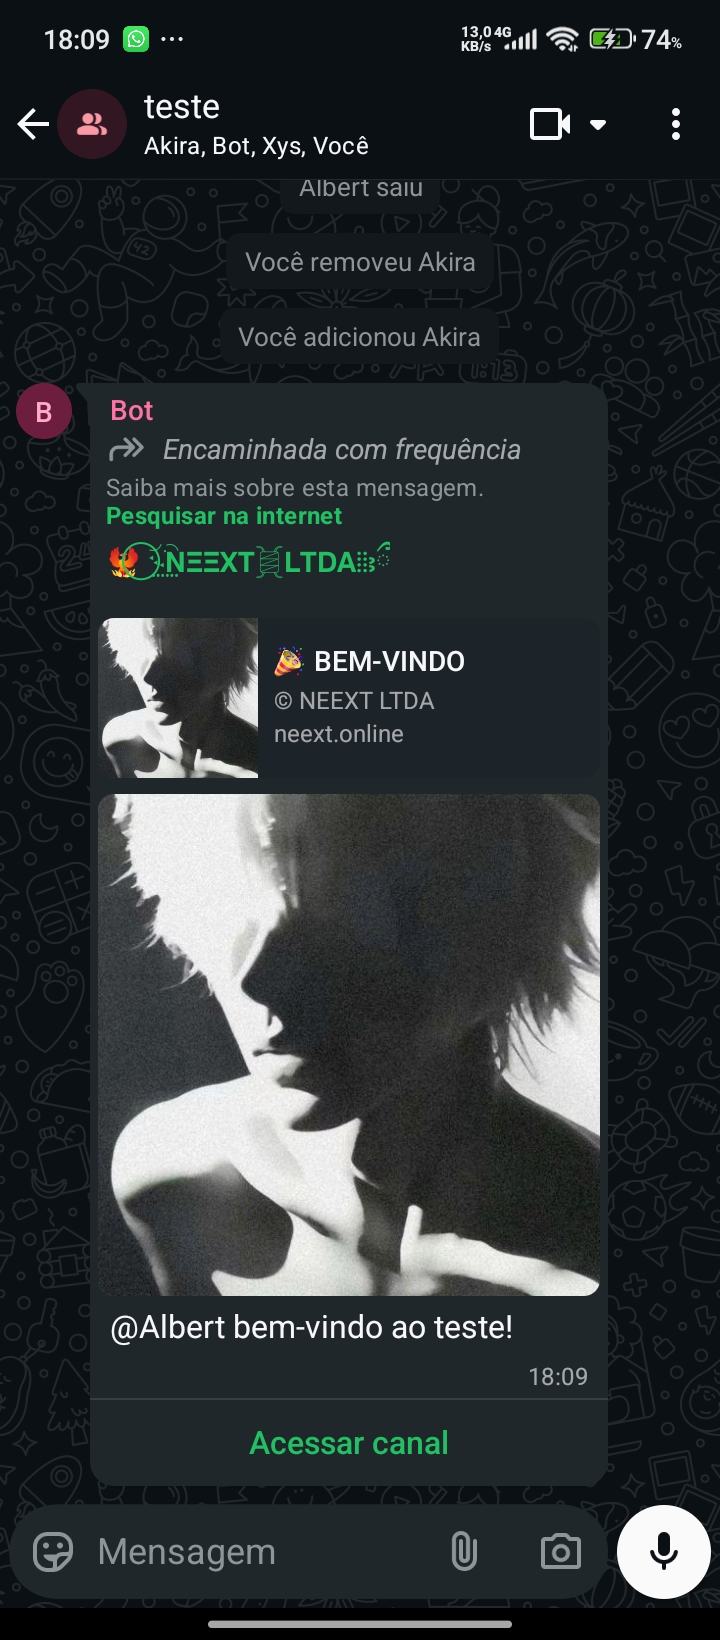 18:09
13,0 4G
KB/s
74%
teste
Akira, Bot, Xys, Você
Albert saiu
Você removeu Akira
Você adicionou Akira
B
Bot
Encaminhada com frequência
Saiba mais sobre esta mensagem.
Pesquisar na internet
NEEXT LTDA
🎉 BEM-VINDO
© NEEXT LTDA
neext.online
@Albert bem-vindo ao teste!
18:09
Acessar canal
Mensagem